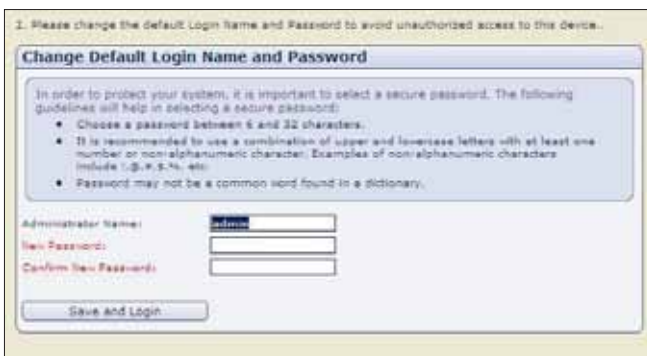 2. Please change the default Login Name and Password to avoid unauthorized access to this device.
Change Default Login Name and Password
In order to protect your system, it is important to select a secure password. The following
guidelines will help in selecting a secure password:
• Choose a password between 6 and 32 characters.
• It is recommended to use a combination of upper and lowercase letters with at least one
number or non-alphanumeric character. Examples of non-alphanumeric characters
include !,@,#,$,%, etc.
• Password may not be a common word found in a dictionary.
Administrator Name: admin
New Password:
Confirm New Password:
Save and Login